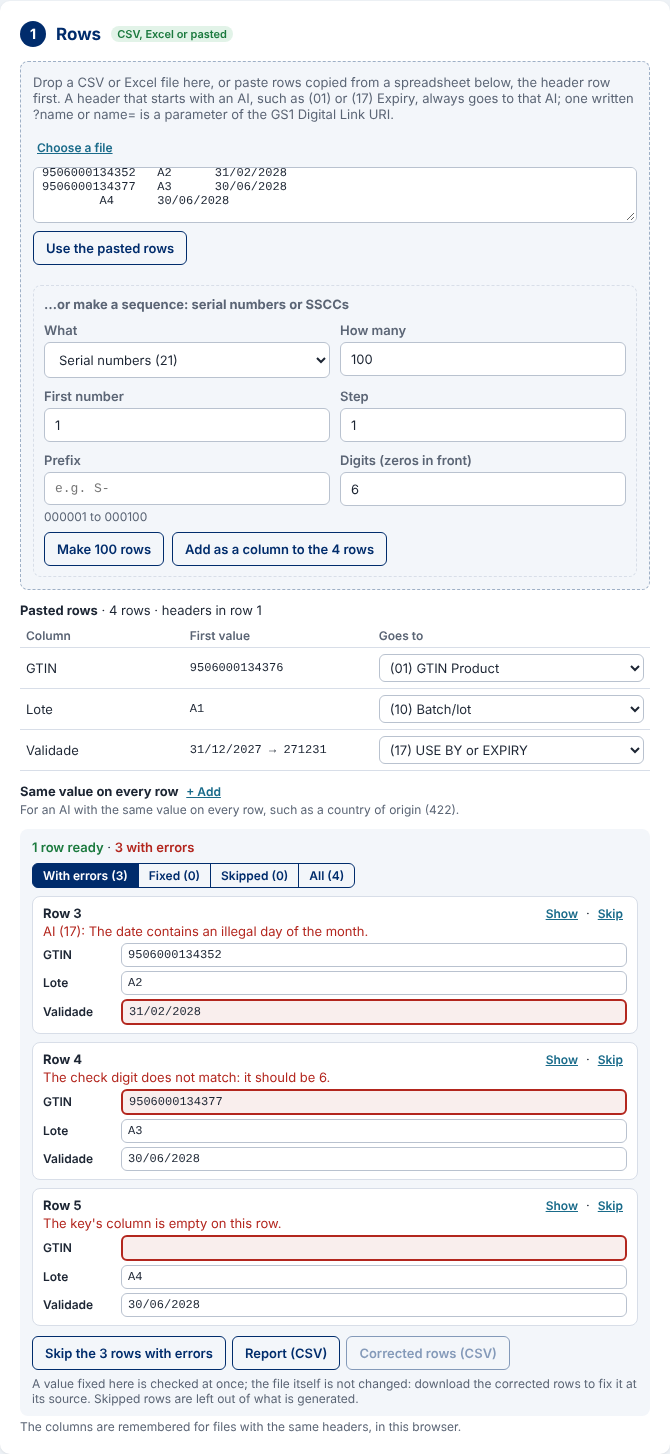 1 Rows CSV, Excel or pasted
Drop a CSV or Excel file here, or paste rows copied from a spreadsheet below, the header row
first. A header that starts with an AI, such as (01) or (17) Expiry, always goes to that AI; one written
?name or name= is a parameter of the GS1 Digital Link URI.
Choose a file
9506000134352 A2 31/02/2028
9506000134377 A3 30/06/2028
A4 30/06/2028
Use the pasted rows
...or make a sequence: serial numbers or SSCCs
What How many
Serial numbers (21) 100
First number Step
1 1
Prefix Digits (zeros in front)
e.g. S- 6
000001 to 000100
Make 100 rows Add as a column to the 4 rows
Pasted rows · 4 rows · headers in row 1
Column First value Goes to
GTIN 9506000134376 (01) GTIN Product
Lote A1 (10) Batch/lot
Validade 31/12/2027 → 271231 (17) USE BY or EXPIRY
Same value on every row + Add
For an AI with the same value on every row, such as a country of origin (422).
1 row ready · 3 with errors
With errors (3) Fixed (0) Skipped (0) All (4)
Row 3 Show · Skip
AI (17): The date contains an illegal day of the month.
GTIN 9506000134352
Lote A2
Validade 31/02/2028
Row 4 Show · Skip
The check digit does not match: it should be 6.
GTIN 9506000134377
Lote A3
Validade 30/06/2028
Row 5 Show · Skip
The key's column is empty on this row.
GTIN
Lote A4
Validade 30/06/2028
Skip the 3 rows with errors Report (CSV) Corrected rows (CSV)
A value fixed here is checked at once; the file itself is not changed: download the corrected rows to fix it at
its source. Skipped rows are left out of what is generated.
The columns are remembered for files with the same headers, in this browser.